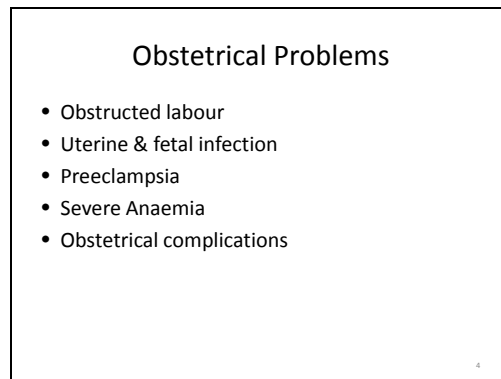 Obstetrical Problems
• Obstructed labour
• Uterine & fetal infection
• Preeclampsia
• Severe Anaemia
• Obstetrical complications
4